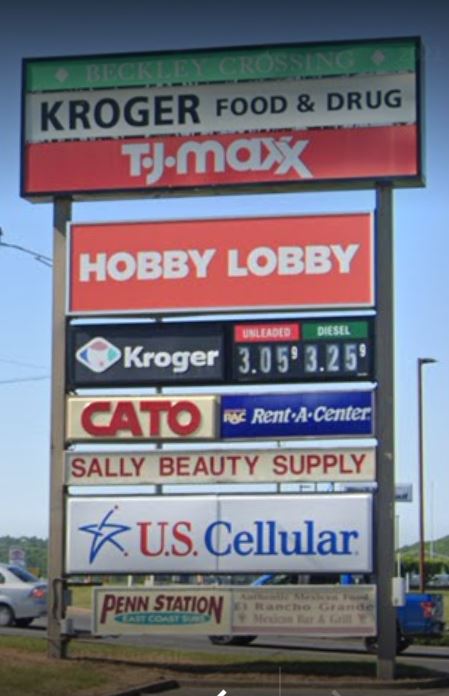 BECKLEY CROSSING
KROGER FOOD & DRUG
T·J·maxx
HOBBY LOBBY
UNLEADED DIESEL
Kroger 3.05⁹ 3.25⁹
CATO RAC Rent·A·Center
SALLY BEAUTY SUPPLY
U.S. Cellular
PENN STATION
EAST COAST SUBS
Authentic Mexican Food
El Rancho Grande
Mexican Bar & Grill